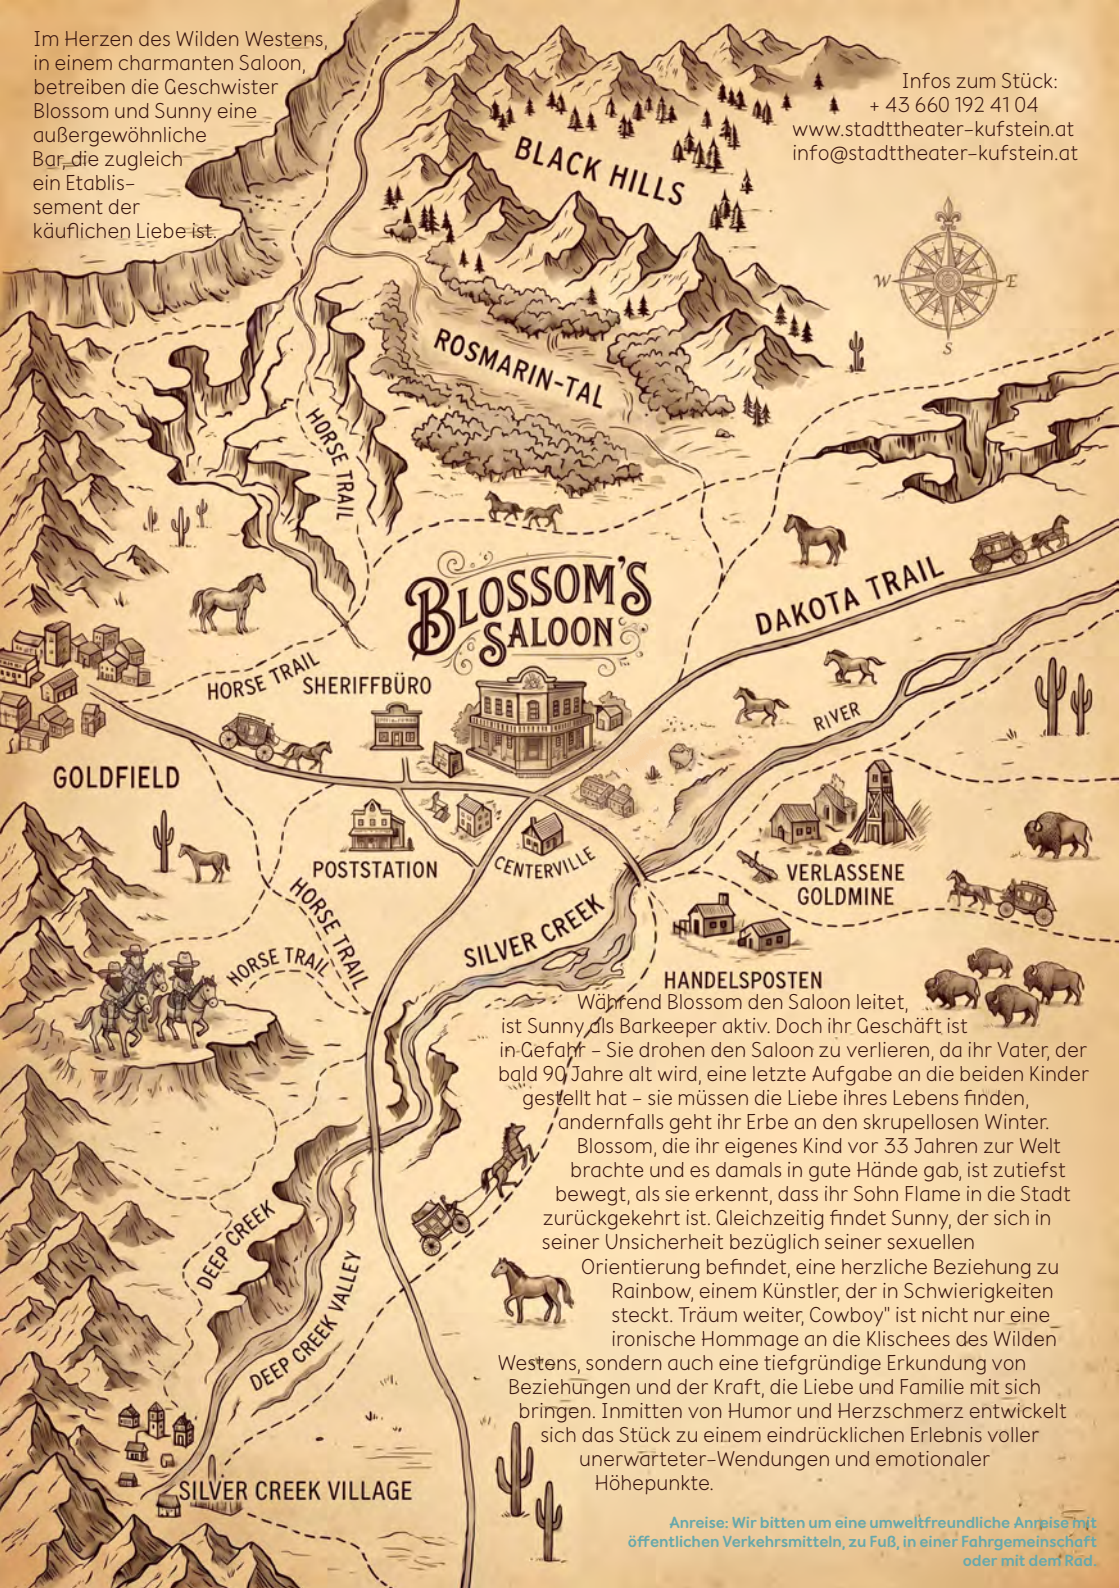 Im Herzen des Wilden Westens,
in einem charmanten Saloon,
betreiben die Geschwister
Blossom und Sunny eine
außergewöhnliche
Bar, die zugleich
ein Etablis-
sement der
käuflichen Liebe ist.
Infos zum Stück:
+ 43 660 192 41 04
www.stadttheater-kufstein.at
info@stadttheater-kufstein.at
BLACK HILLS
W
E
S
ROSMARIN-TAL
HORSE TRAIL
BLOSSOM'S
SALOON
DAKOTA TRAIL
HORSE TRAIL
SHERIFFBÜRO
RIVER
GOLDFIELD
POSTSTATION
CENTERVILLE
VERLASSENE
GOLDMINE
HORSE TRAIL
HORSE TRAIL
SILVER CREEK
HANDELSPOSTEN
Während Blossom den Saloon leitet,
ist Sunny als Barkeeper aktiv. Doch ihr Geschäft ist
in Gefahr – Sie drohen den Saloon zu verlieren, da ihr Vater, der
bald 90 Jahre alt wird, eine letzte Aufgabe an die beiden Kinder
gestellt hat – sie müssen die Liebe ihres Lebens finden,
andernfalls geht ihr Erbe an den skrupellosen Winter.
Blossom, die ihr eigenes Kind vor 33 Jahren zur Welt
brachte und es damals in gute Hände gab, ist zutiefst
bewegt, als sie erkennt, dass ihr Sohn Flame in die Stadt
zurückgekehrt ist. Gleichzeitig findet Sunny, der sich in
seiner Unsicherheit bezüglich seiner sexuellen
Orientierung befindet, eine herzliche Beziehung zu
Rainbow, einem Künstler, der in Schwierigkeiten
steckt. Träum weiter, Cowboy" ist nicht nur eine
ironische Hommage an die Klischees des Wilden
Westens, sondern auch eine tiefgründige Erkundung von
Beziehungen und der Kraft, die Liebe und Familie mit sich
bringen. Inmitten von Humor und Herzschmerz entwickelt
sich das Stück zu einem eindrücklichen Erlebnis voller
unerwarteter Wendungen und emotionaler
Höhepunkte.
DEEP CREEK
DEEP CREEK VALLEY
SILVER CREEK VILLAGE
Anreise: Wir bitten um eine umweltfreundliche Anreise mit
öffentlichen Verkehrsmitteln, zu Fuß, in einer Fahrgemeinschaft
oder mit dem Rad.